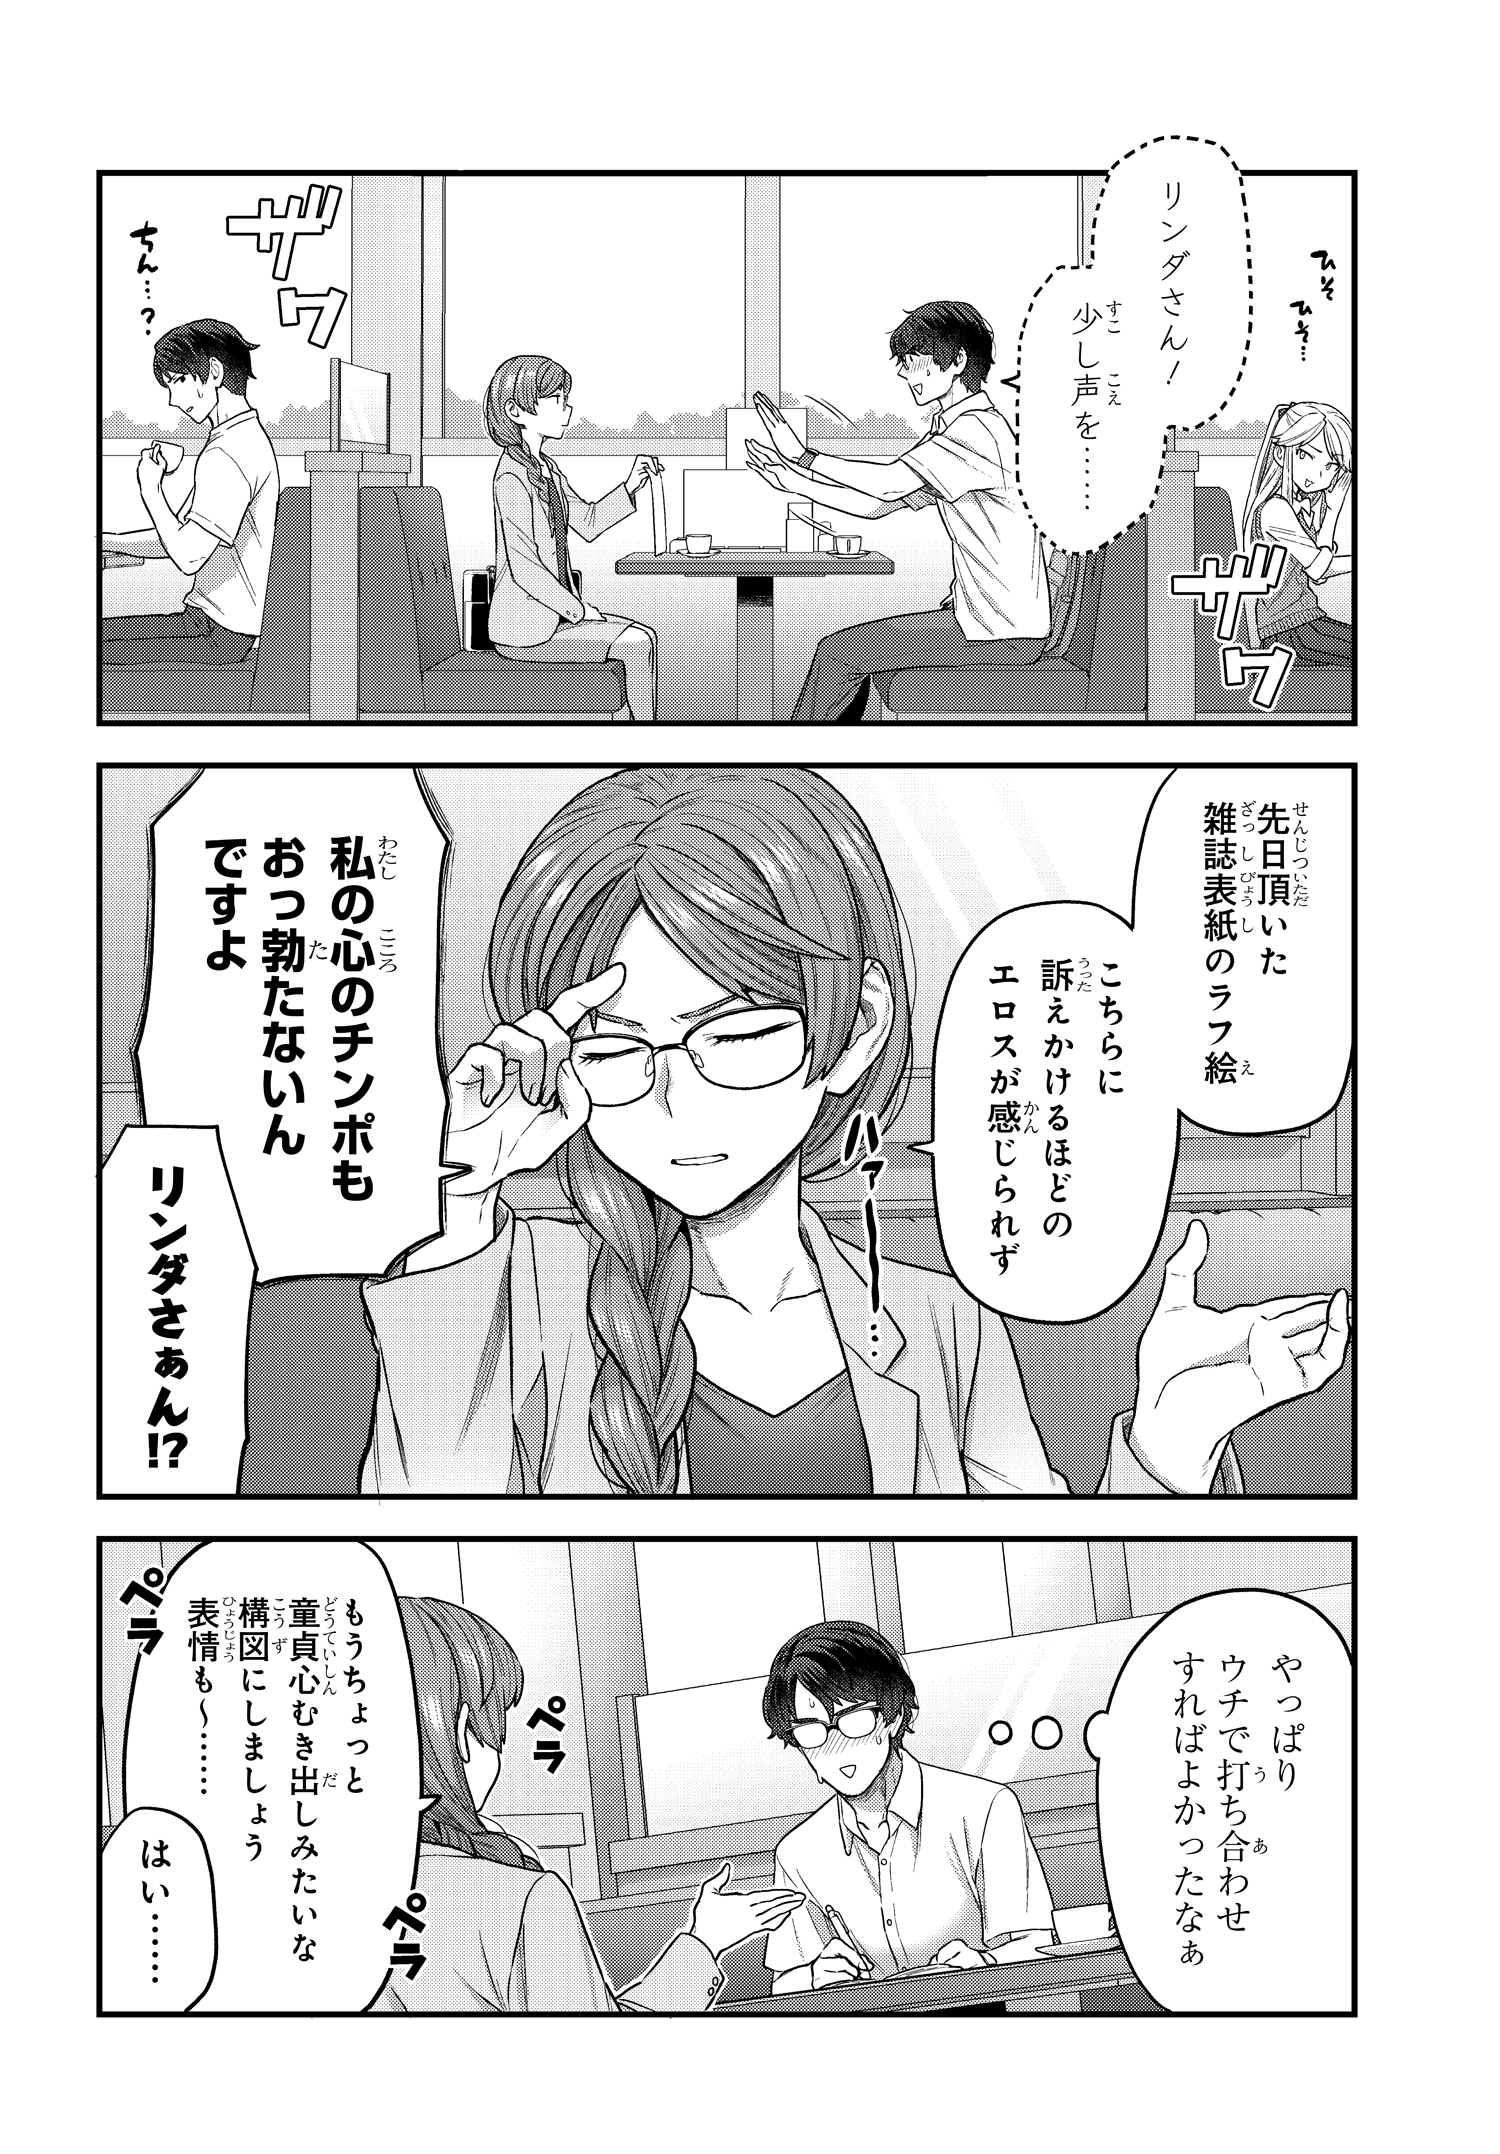 リンダさん！
少し声を……
ひそ
ひそ…
ザワ
ザワ
ちん…？
先日頂いた
雑誌表紙のラフ絵
こちらに
訴えかけるほどの
エロスが感じられず
ハァー…
私の心のチンポも
おっ勃たないん
ですよ
リンダさぁん!?
やっぱり
ウチで打ち合わせ
すればよかったなぁ
ペラ
ペラ
ペラ
もうちょっと
童貞心むき出しみたいな
構図にしましょう
表情も～……
はい……